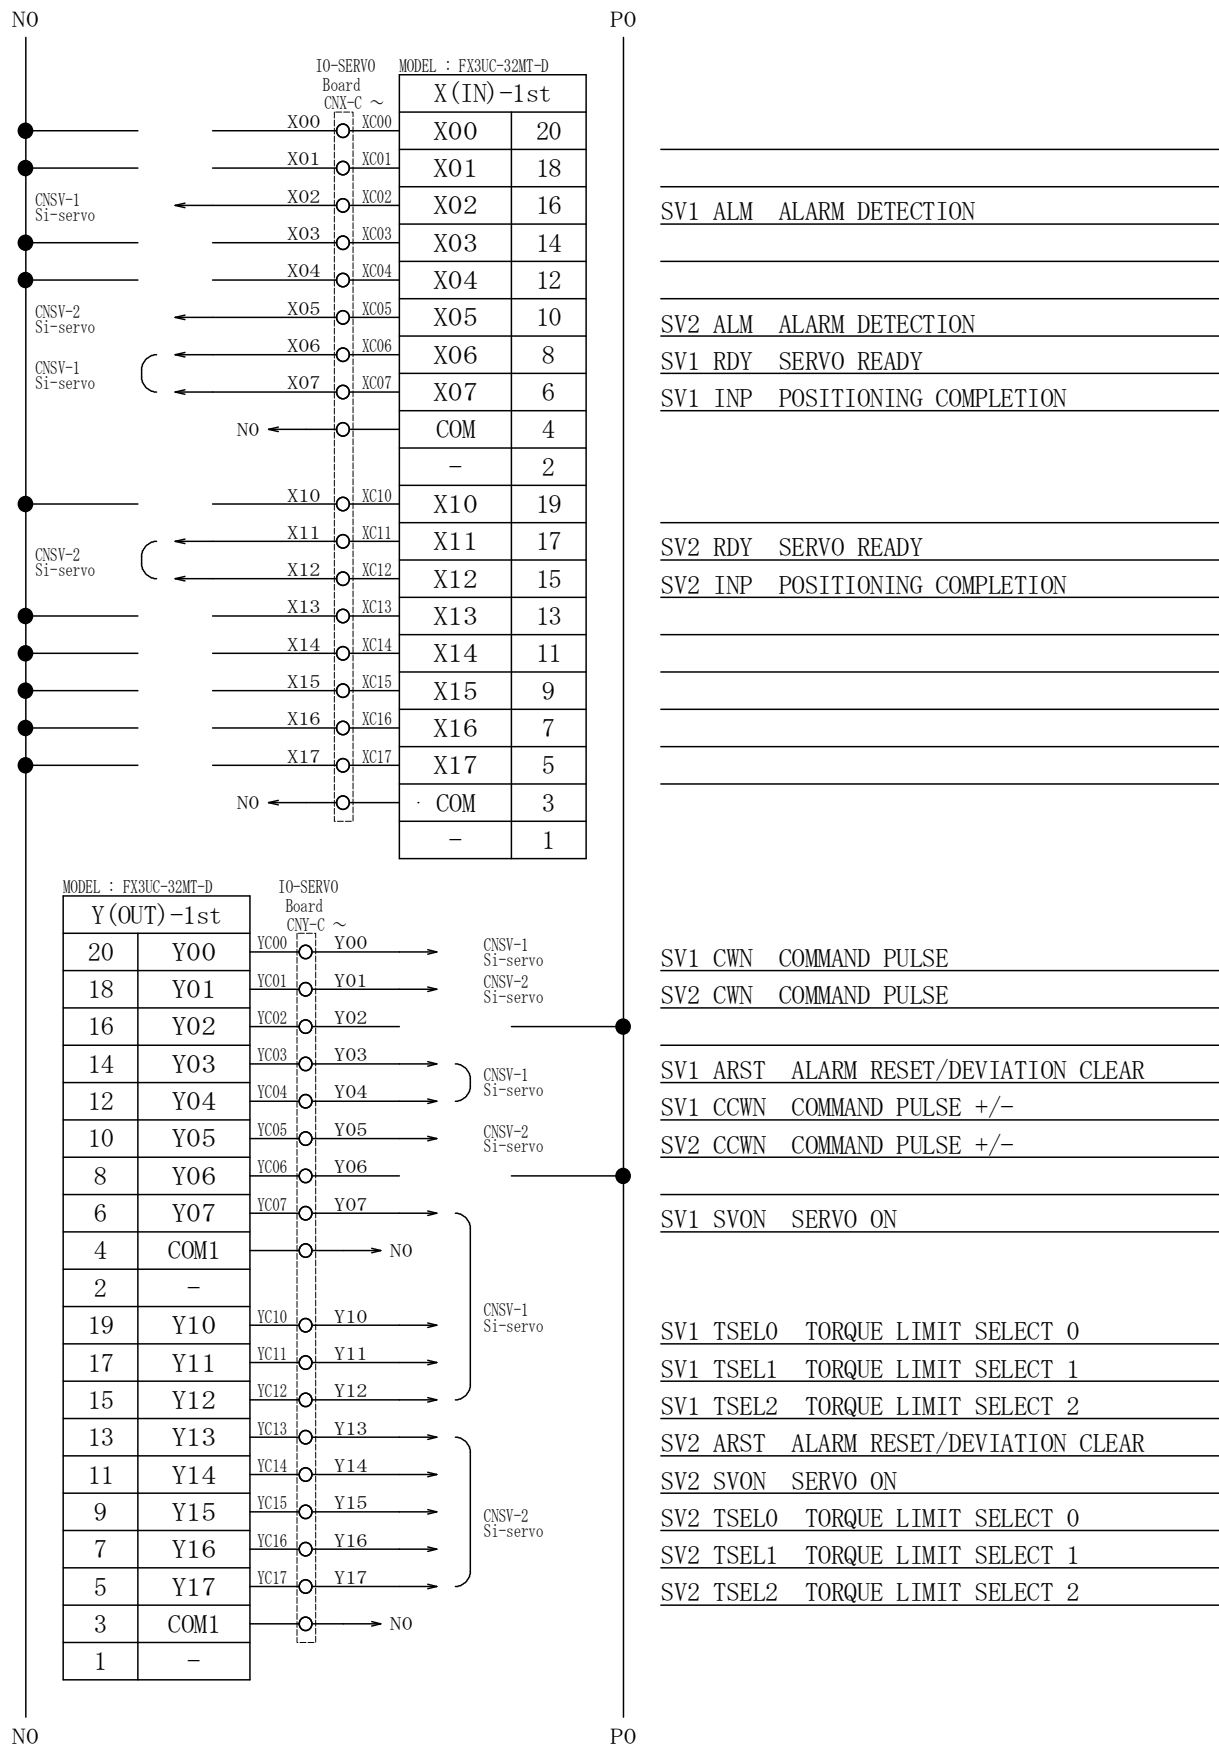 N0 P0
IO-SERVO MODEL : FX3UC-32MT-D
Board
CNX-C ～ X(IN)-1st
X00 XC00 X00 20
X01 XC01 X01 18
CNSV-1
Si-servo
X02 XC02 X02 16 SV1 ALM ALARM DETECTION
X03 XC03 X03 14
X04 XC04 X04 12
CNSV-2
Si-servo
X05 XC05 X05 10 SV2 ALM ALARM DETECTION
X06 XC06 X06 8 SV1 RDY SERVO READY
CNSV-1
Si-servo
X07 XC07 X07 6 SV1 INP POSITIONING COMPLETION
N0 COM 4
- 2
X10 XC10 X10 19
X11 XC11 X11 17 SV2 RDY SERVO READY
CNSV-2
Si-servo
X12 XC12 X12 15 SV2 INP POSITIONING COMPLETION
X13 XC13 X13 13
X14 XC14 X14 11
X15 XC15 X15 9
X16 XC16 X16 7
X17 XC17 X17 5
N0 COM 3
- 1
MODEL : FX3UC-32MT-D IO-SERVO
Board
Y(OUT)-1st CNY-C ～
20 Y00 YC00 Y00 CNSV-1 SV1 CWN COMMAND PULSE
Si-servo
18 Y01 YC01 Y01 CNSV-2 SV2 CWN COMMAND PULSE
Si-servo
16 Y02 YC02 Y02
14 Y03 YC03 Y03 SV1 ARST ALARM RESET/DEVIATION CLEAR
CNSV-1
Si-servo
12 Y04 YC04 Y04 SV1 CCWN COMMAND PULSE +/-
10 Y05 YC05 Y05 CNSV-2 SV2 CCWN COMMAND PULSE +/-
Si-servo
8 Y06 YC06 Y06
6 Y07 YC07 Y07 SV1 SVON SERVO ON
4 COM1 N0
2 -
CNSV-1
Si-servo
19 Y10 YC10 Y10 SV1 TSEL0 TORQUE LIMIT SELECT 0
17 Y11 YC11 Y11 SV1 TSEL1 TORQUE LIMIT SELECT 1
15 Y12 YC12 Y12 SV1 TSEL2 TORQUE LIMIT SELECT 2
13 Y13 YC13 Y13 SV2 ARST ALARM RESET/DEVIATION CLEAR
11 Y14 YC14 Y14 SV2 SVON SERVO ON
9 Y15 YC15 Y15 SV2 TSEL0 TORQUE LIMIT SELECT 0
CNSV-2
Si-servo
7 Y16 YC16 Y16 SV2 TSEL1 TORQUE LIMIT SELECT 1
5 Y17 YC17 Y17 SV2 TSEL2 TORQUE LIMIT SELECT 2
3 COM1 N0
1 -
N0 P0